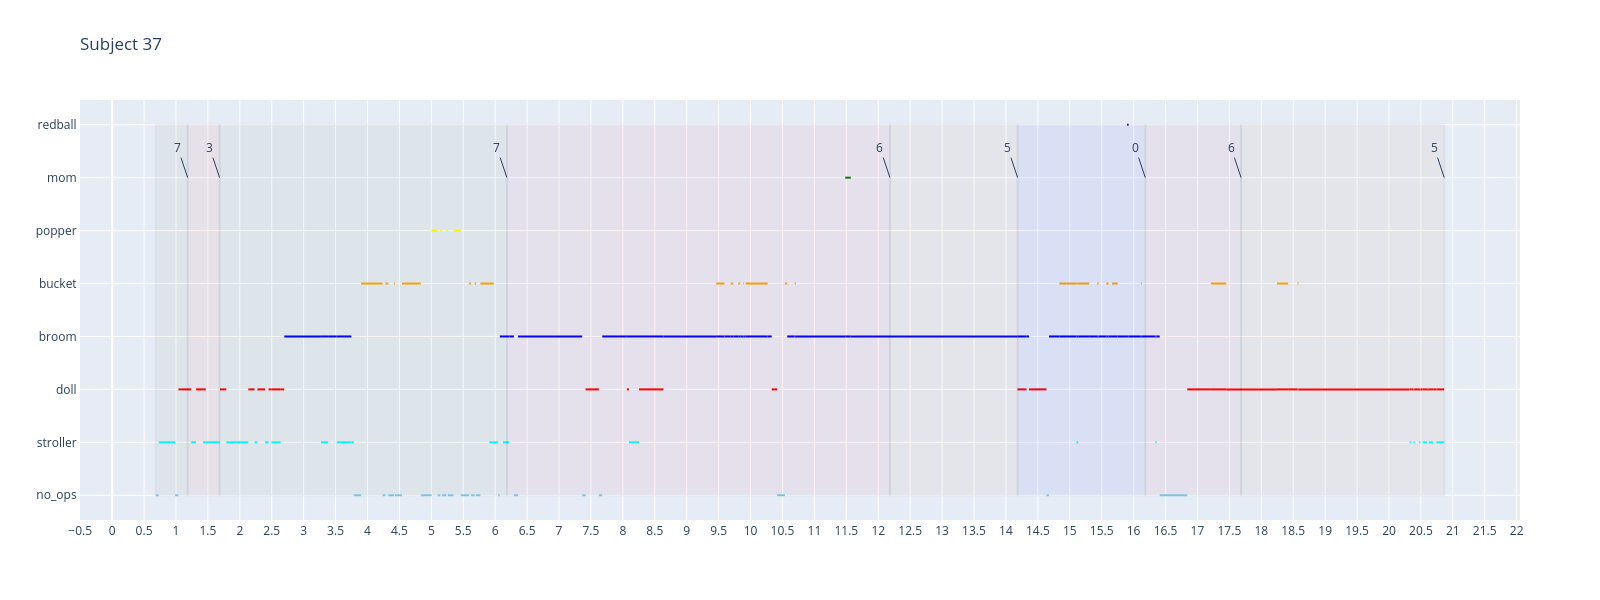 Subject 37
redball
7 3 7 6 5 0 6 5
mom
popper
bucket
broom
doll
stroller
no_ops
−0.5 0 0.5 1 1.5 2 2.5 3 3.5 4 4.5 5 5.5 6 6.5 7 7.5 8 8.5 9 9.5 10 10.5 11 11.5 12 12.5 13 13.5 14 14.5 15 15.5 16 16.5 17 17.5 18 18.5 19 19.5 20 20.5 21 21.5 22